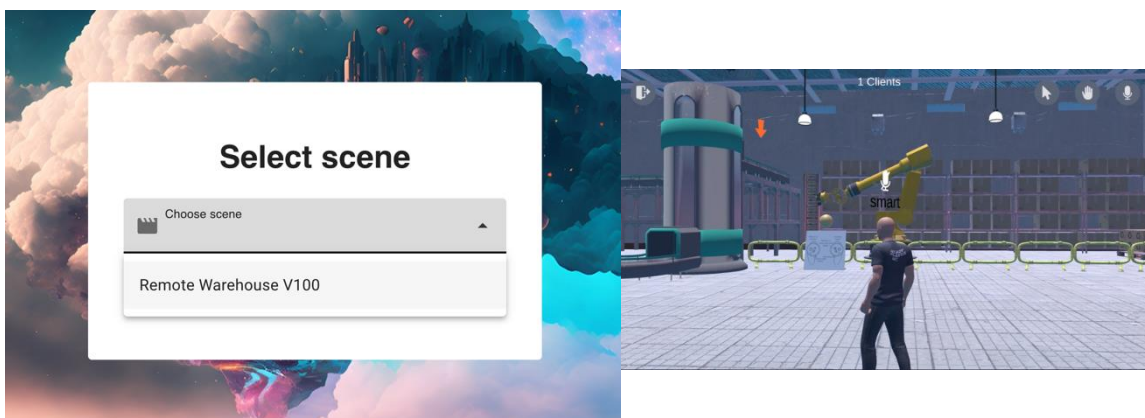 Select scene
Choose scene
Remote Warehouse V100
1 Clients
smart